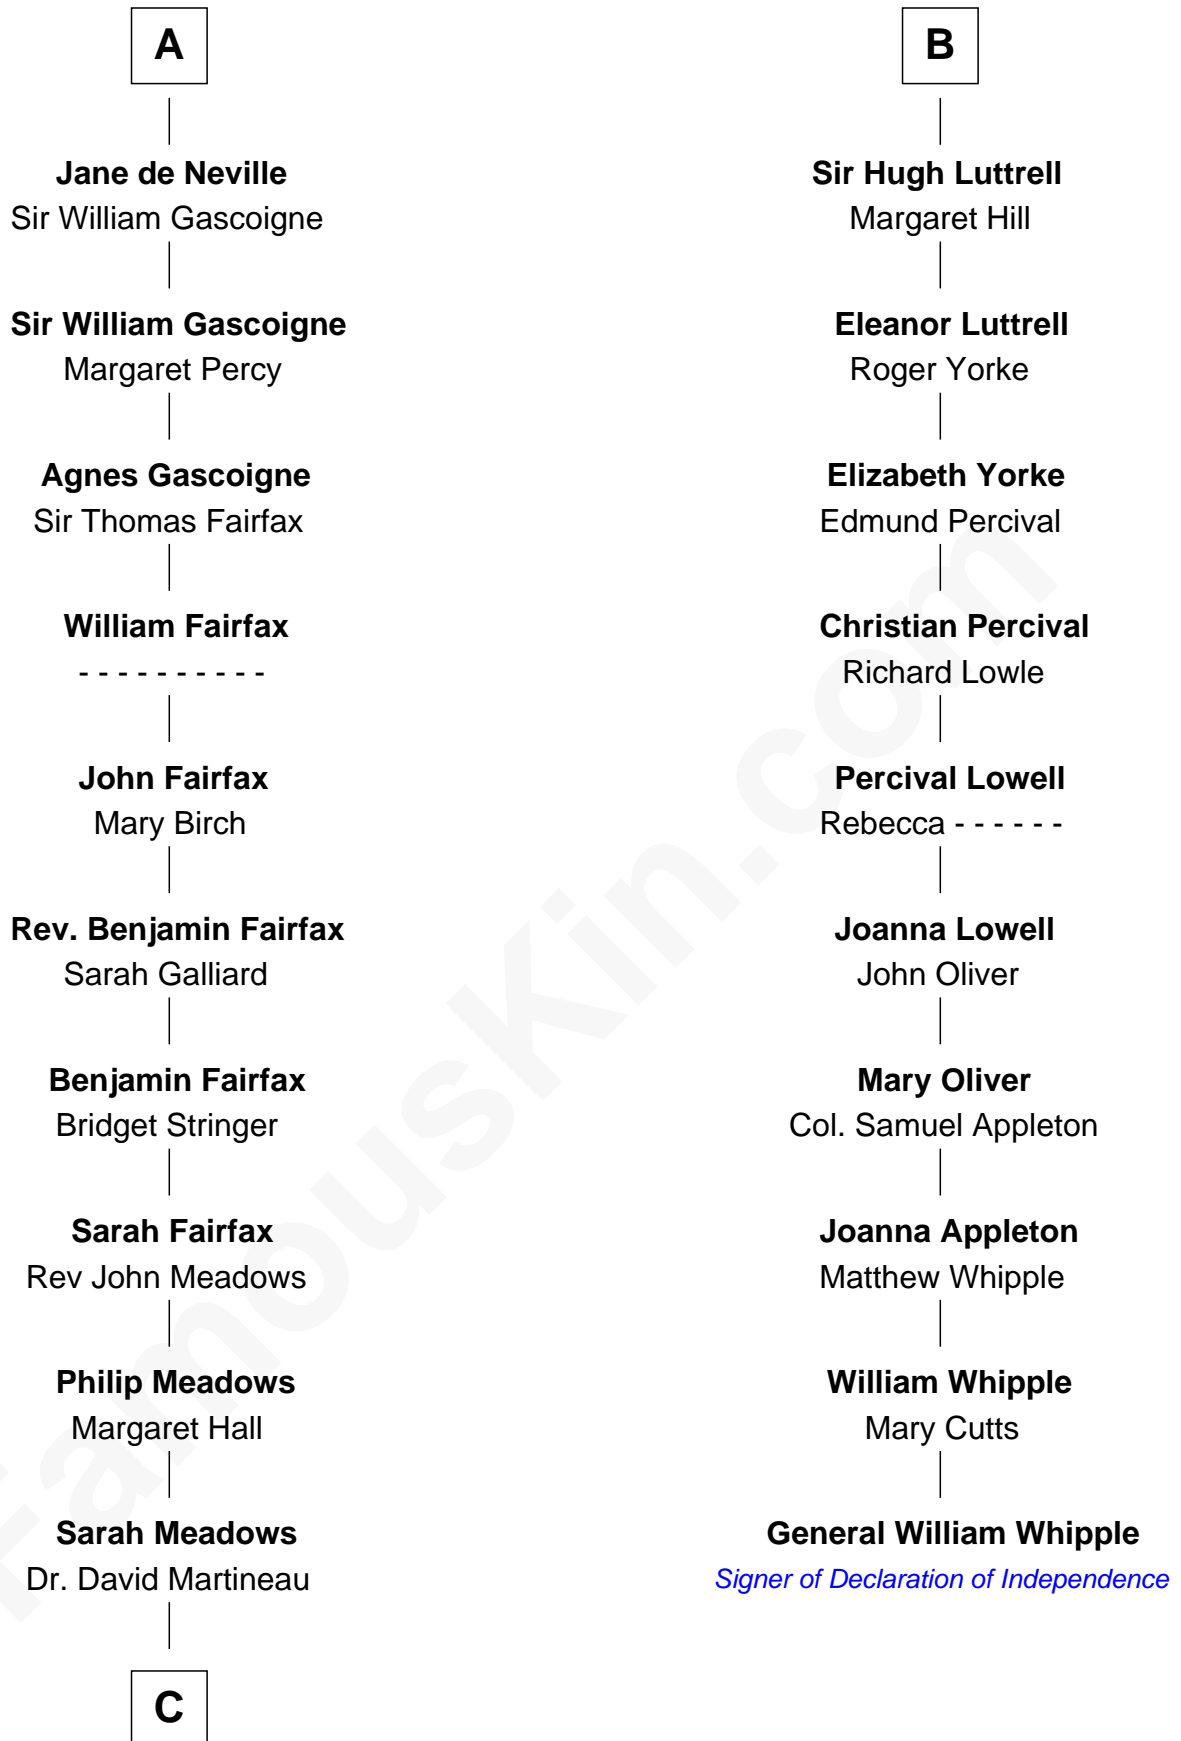 A
Jane de Neville
Sir William Gascoigne
Sir William Gascoigne
Margaret Percy
Agnes Gascoigne
Sir Thomas Fairfax
William Fairfax
- - - - - - - - - -
John Fairfax
Mary Birch
Rev. Benjamin Fairfax
Sarah Galliard
Benjamin Fairfax
Bridget Stringer
Sarah Fairfax
Rev John Meadows
Philip Meadows
Margaret Hall
Sarah Meadows
Dr. David Martineau
C
B
Sir Hugh Luttrell
Margaret Hill
Eleanor Luttrell
Roger Yorke
Elizabeth Yorke
Edmund Percival
Christian Percival
Richard Lowle
Percival Lowell
Rebecca - - - - - -
Joanna Lowell
John Oliver
Mary Oliver
Col. Samuel Appleton
Joanna Appleton
Matthew Whipple
William Whipple
Mary Cutts
General William Whipple
Signer of Declaration of Independence
FamousKin.com